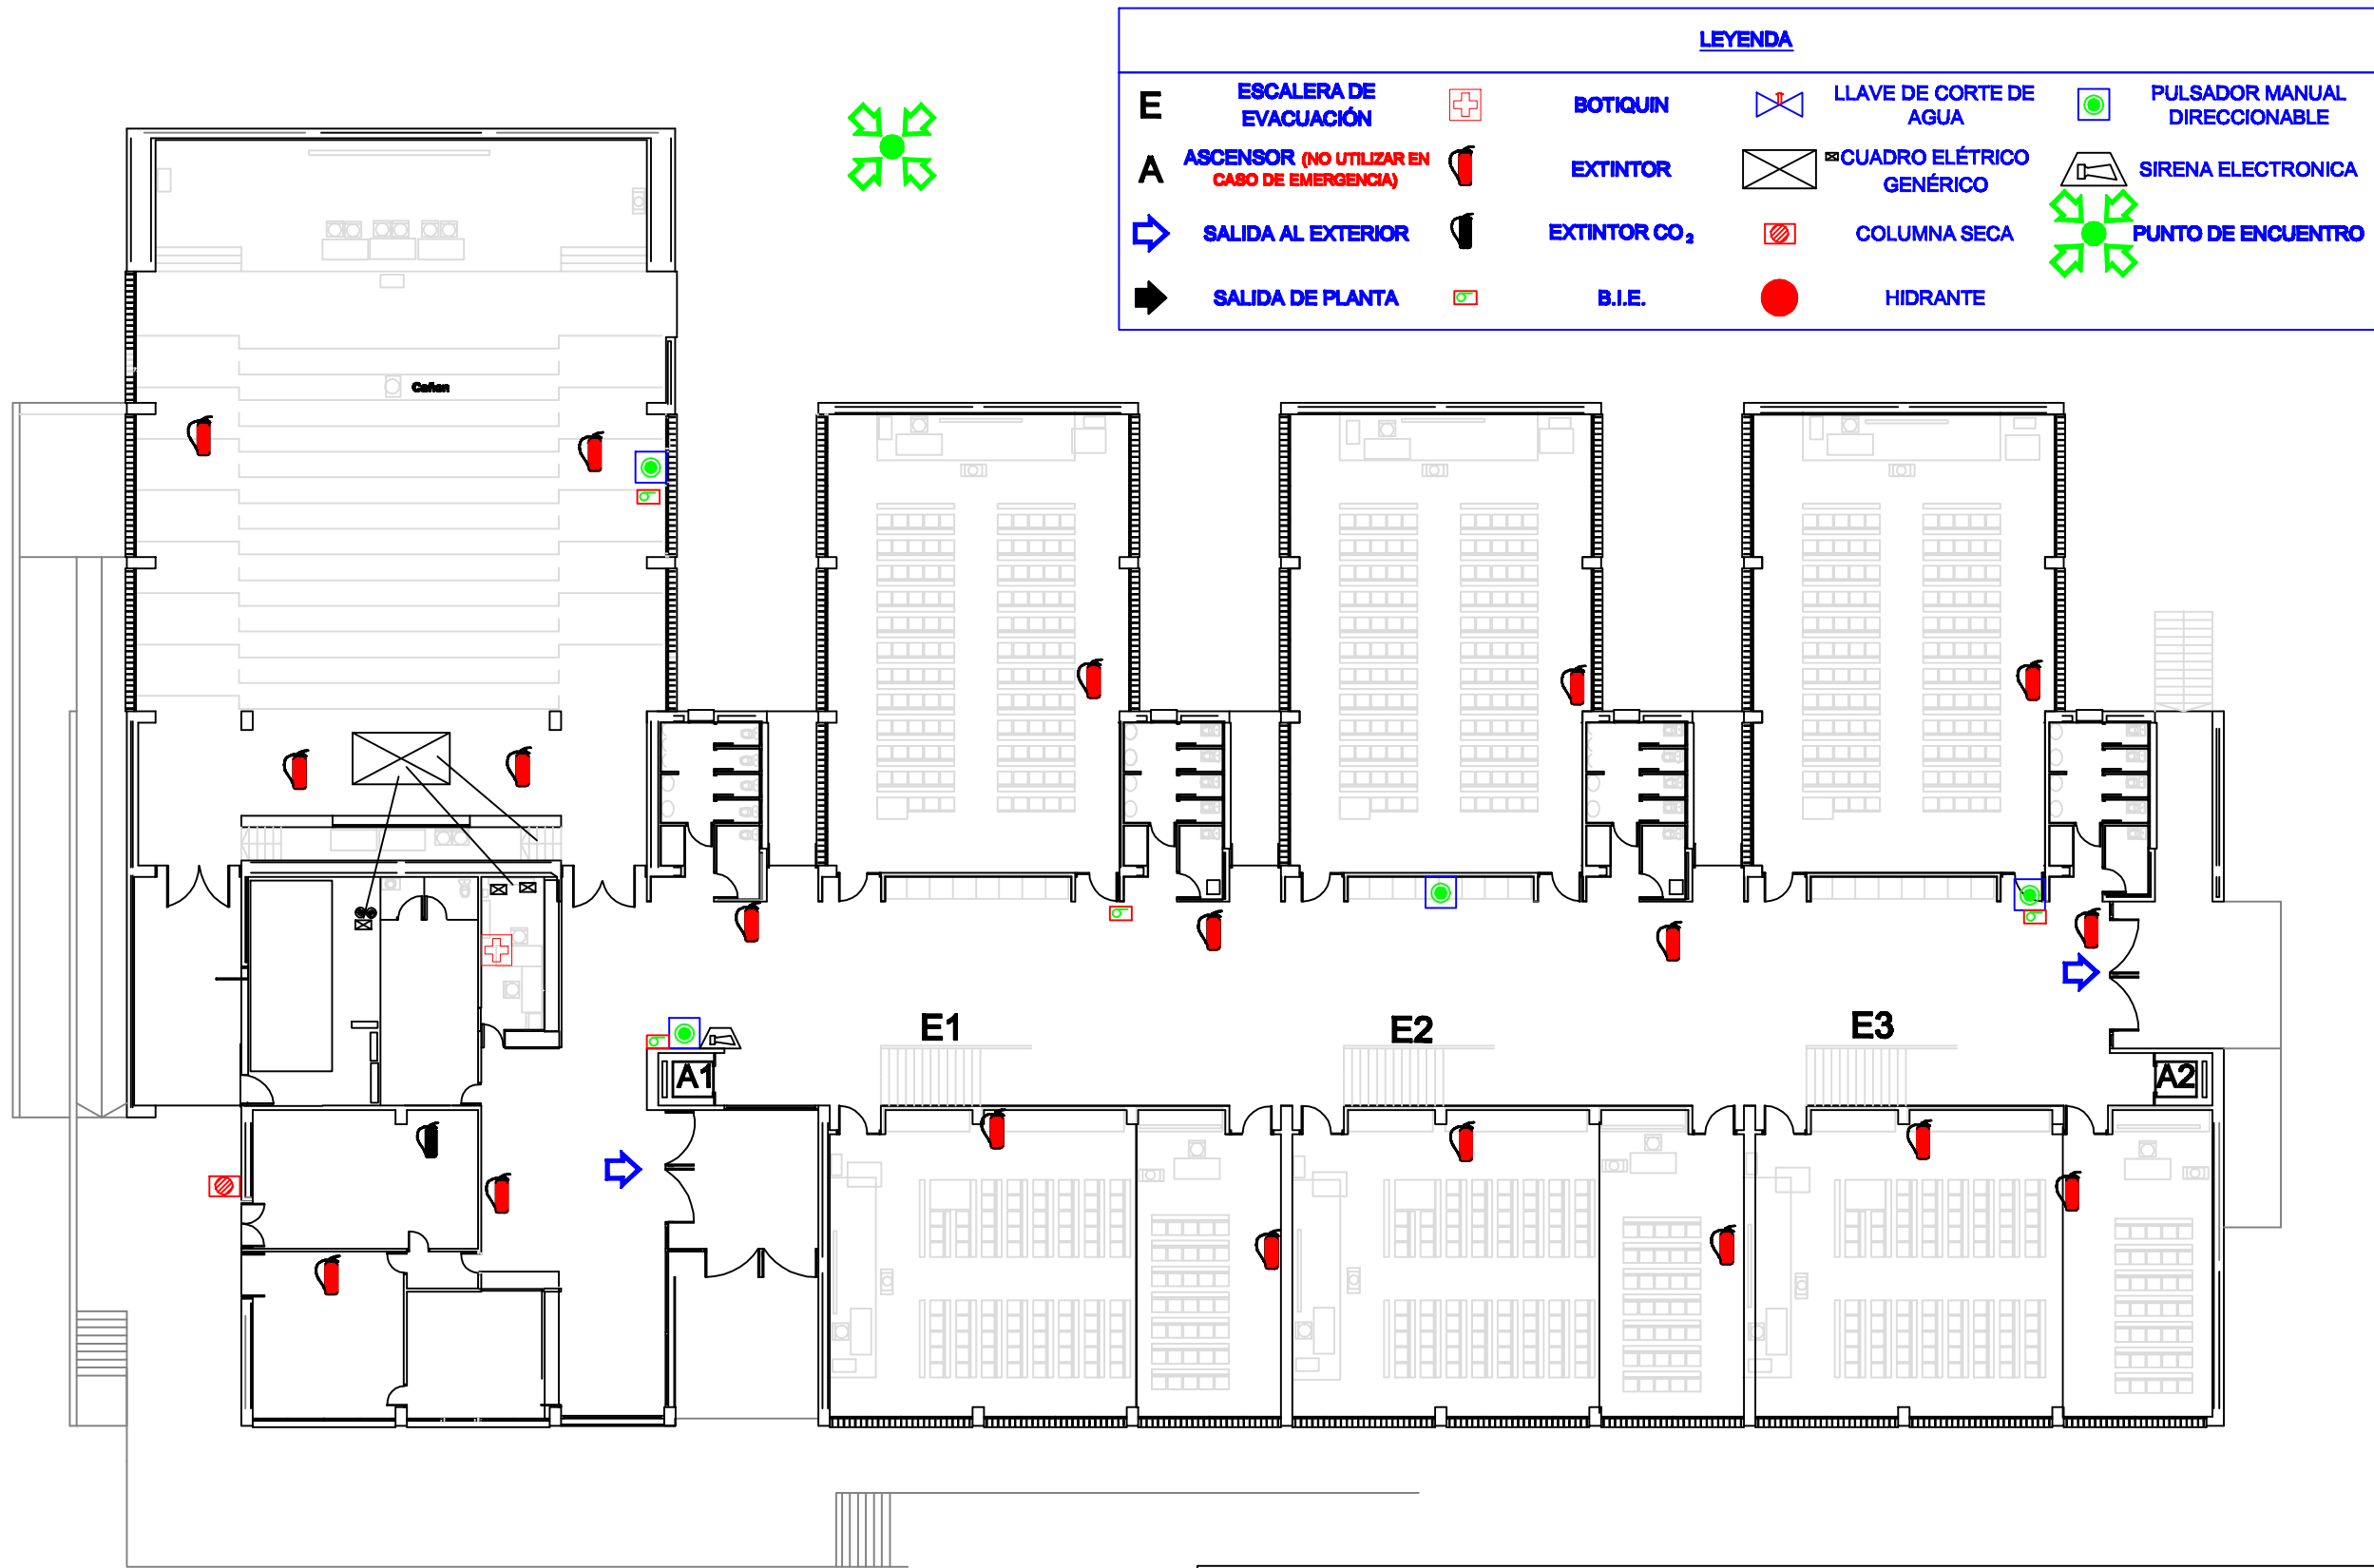 LEYENDA
E
ESCALERA DE
EVACUACIÓN
BOTIQUIN
LLAVE DE CORTE DE
AGUA
PULSADOR MANUAL
DIRECCIONABLE
A
ASCENSOR (NO UTILIZAR EN
CASO DE EMERGENCIA)
EXTINTOR
CUADRO ELÉTRICO
GENÉRICO
SIRENA ELECTRONICA
SALIDA AL EXTERIOR
EXTINTOR CO2
COLUMNA SECA
PUNTO DE ENCUENTRO
SALIDA DE PLANTA
B.I.E.
HIDRANTE
Cañon
E1
E2
E3
A1
A2